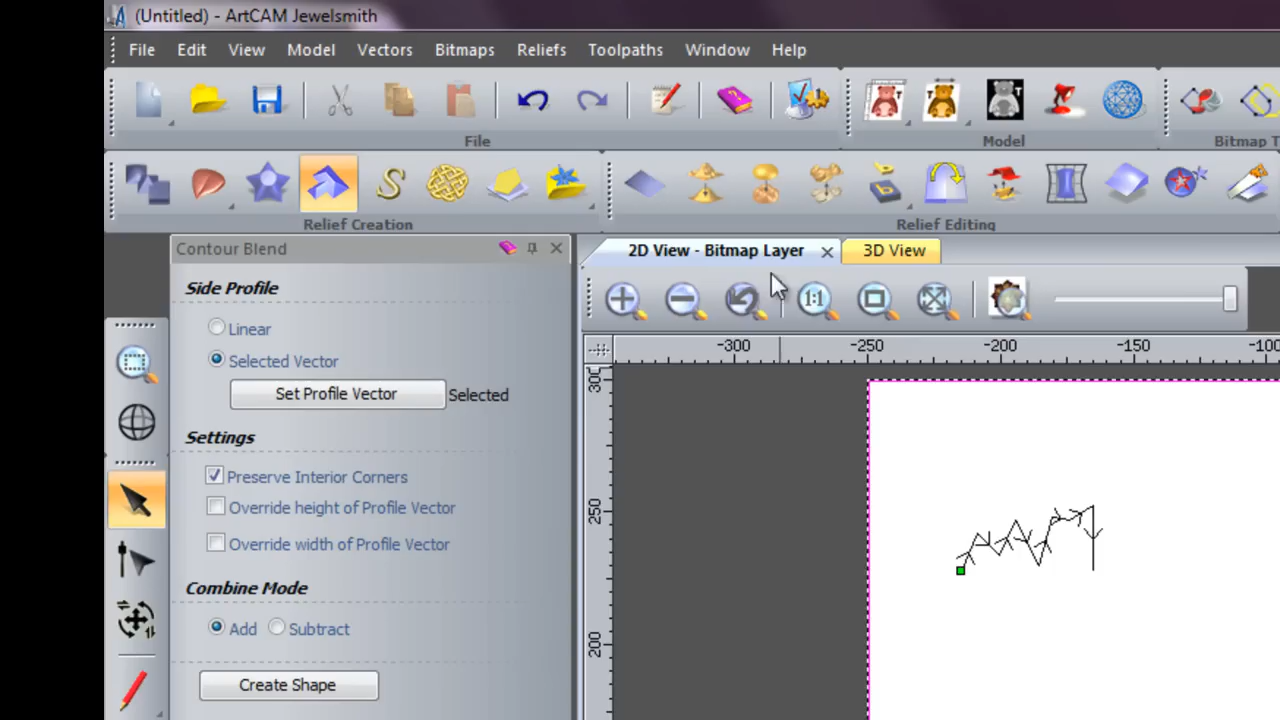 (Untitled) - ArtCAM Jewelsmith
File Edit View Model Vectors Bitmaps Reliefs Toolpaths Window Help
File Model Bitmap T
Relief Creation Relief Editing
Contour Blend
2D View - Bitmap Layer 3D View
Side Profile
Linear
1:1
Selected Vector
-300 -250 -200 -150 -100
Set Profile Vector Selected
300
Settings
Preserve Interior Corners
Override height of Profile Vector
250
Override width of Profile Vector
Combine Mode
Add Subtract
200
Create Shape